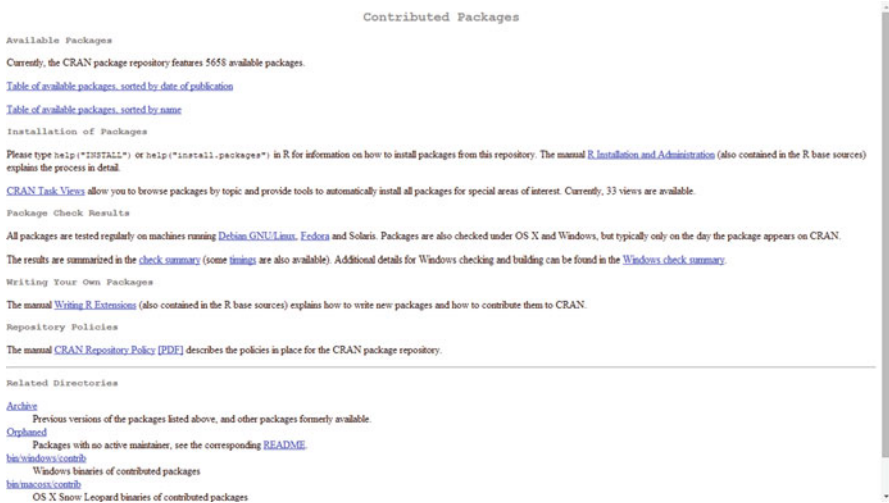 Contributed Packages
Available Packages
Currently, the CRAN package repository features 5658 available packages.
Table of available packages, sorted by date of publication
Table of available packages, sorted by name
Installation of Packages
Please type help("INSTALL") or help("install.packages") in R for information on how to install packages from this repository. The manual R Installation and Administration (also contained in the R base sources)
explains the process in detail.
CRAN Task Views allow you to browse packages by topic and provide tools to automatically install all packages for special areas of interest. Currently, 33 views are available.
Package Check Results
All packages are tested regularly on machines running Debian GNU/Linux, Fedora and Solaris. Packages are also checked under OS X and Windows, but typically only on the day the package appears on CRAN.
The results are summarized in the check summary (some timings are also available). Additional details for Windows checking and building can be found in the Windows check summary.
Writing Your Own Packages
The manual Writing R Extensions (also contained in the R base sources) explains how to write new packages and how to contribute them to CRAN.
Repository Policies
The manual CRAN Repository Policy [PDF] describes the policies in place for the CRAN package repository.
Related Directories
Archive
Previous versions of the packages listed above, and other packages formerly available.
Orphaned
Packages with no active maintainer, see the corresponding README.
bin/windows/contrib
Windows binaries of contributed packages
bin/macosx/contrib
OS X Snow Leopard binaries of contributed packages